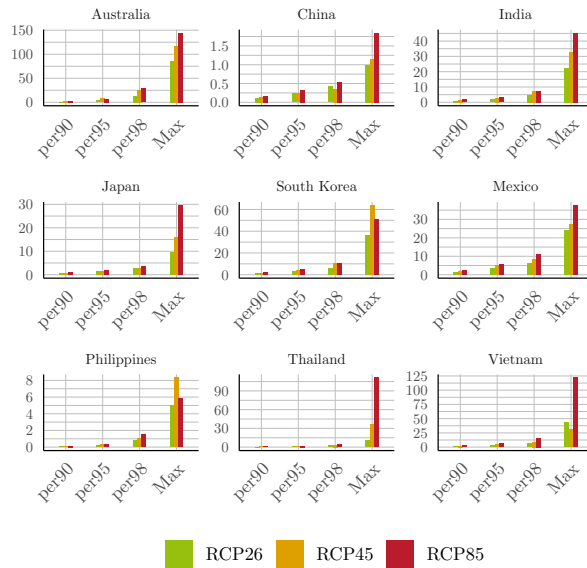 Australia
150
100
50
0
per90 per95 per98 Max
China
1.5
1.0
0.5
0.0
per90 per95 per98 Max
India
40
30
20
10
0
per90 per95 per98 Max
Japan
30
20
10
0
per90 per95 per98 Max
South Korea
60
40
20
0
per90 per95 per98 Max
Mexico
30
20
10
0
per90 per95 per98 Max
Philippines
8
6
4
2
0
per90 per95 per98 Max
Thailand
90
60
30
0
per90 per95 per98 Max
Vietnam
125
100
75
50
25
0
per90 per95 per98 Max
RCP26 RCP45 RCP85